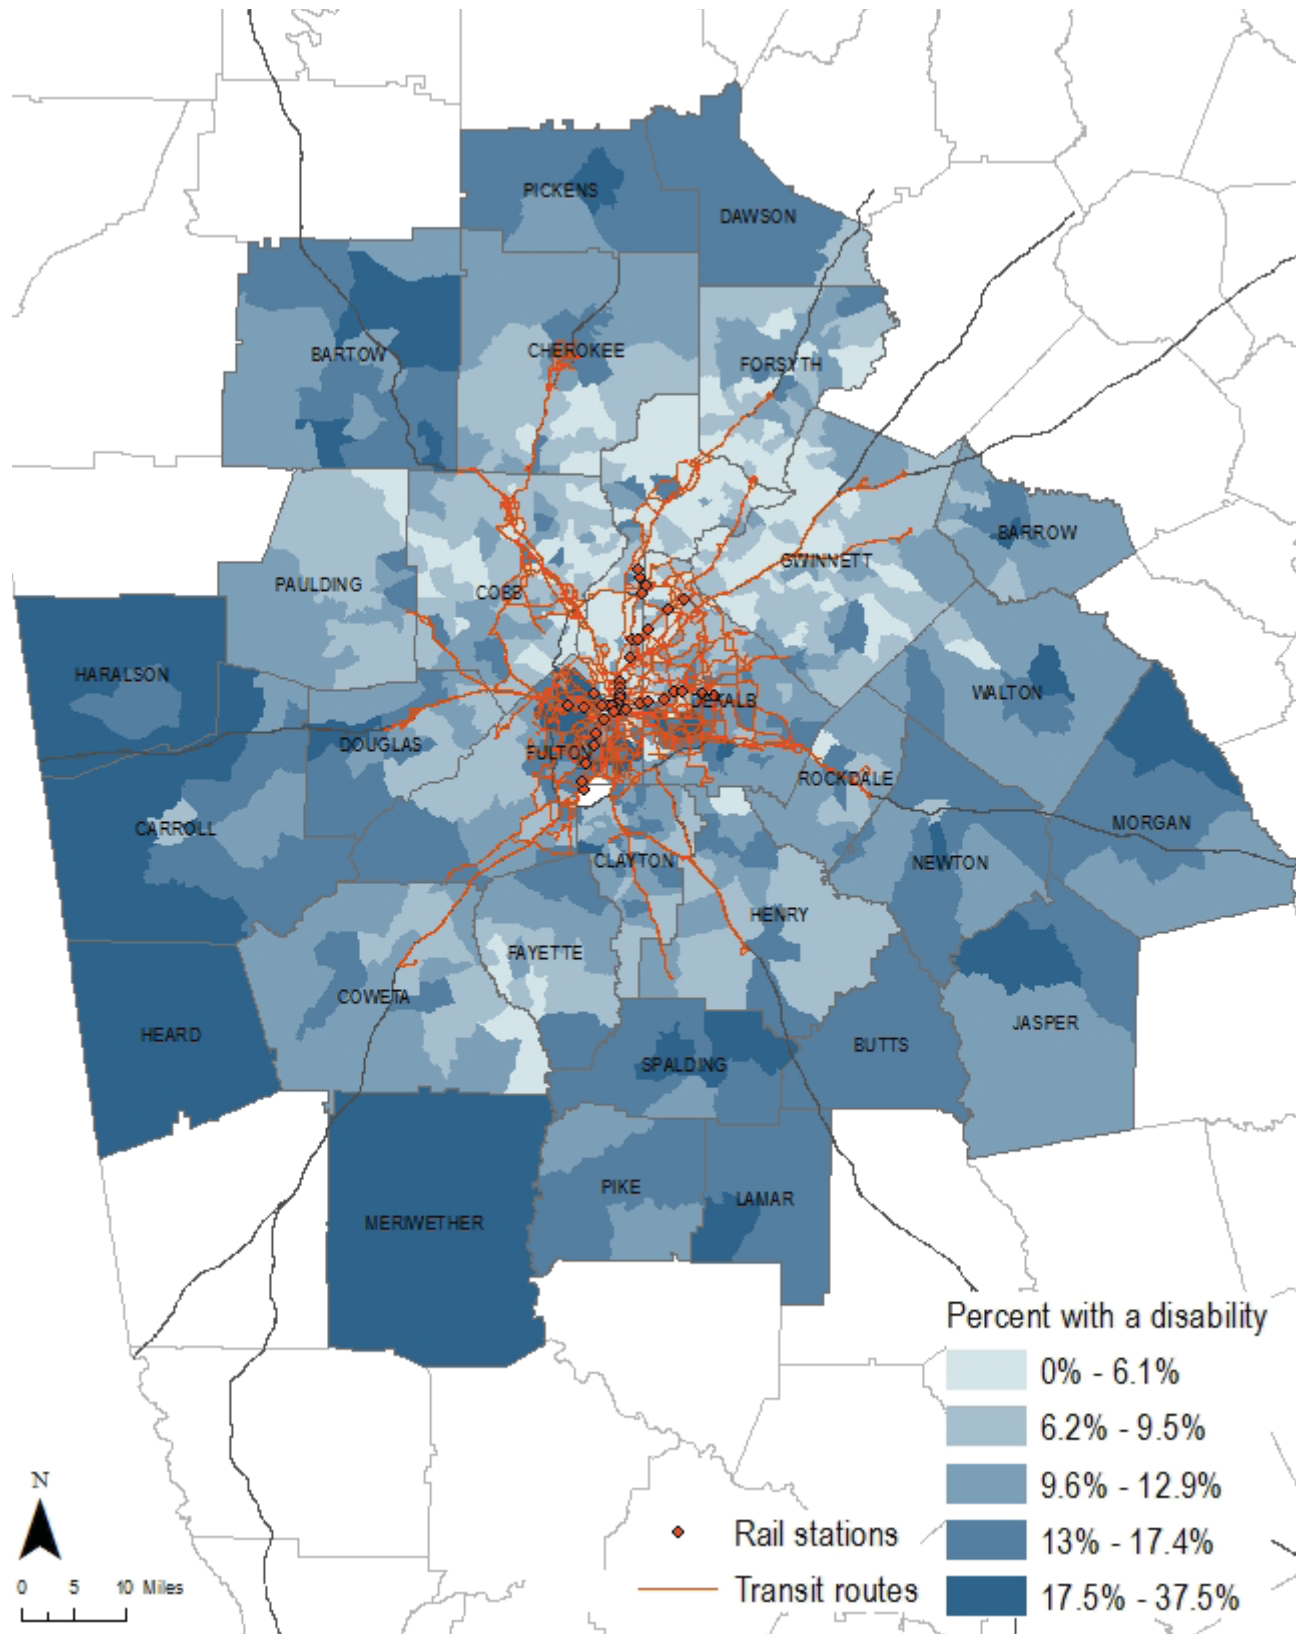 PICKENS
DAWSON
BARTOW
CHEROKEE
FORSYTH
BARROW
GWINNETT
PAULDING
COBB
HARALSON
WALTON
DEKALB
DOUGLAS
FULTON
ROCKDALE
CARROLL
MORGAN
CLAYTON
NEWTON
HENRY
FAYETTE
COWETA
JASPER
HEARD
BUTTS
SPALDING
PIKE
LAMAR
MERIWETHER
Percent with a disability
0% - 6.1%
6.2% - 9.5%
9.6% - 12.9%
13% - 17.4%
17.5% - 37.5%
Rail stations
Transit routes
N
0 5 10 Miles